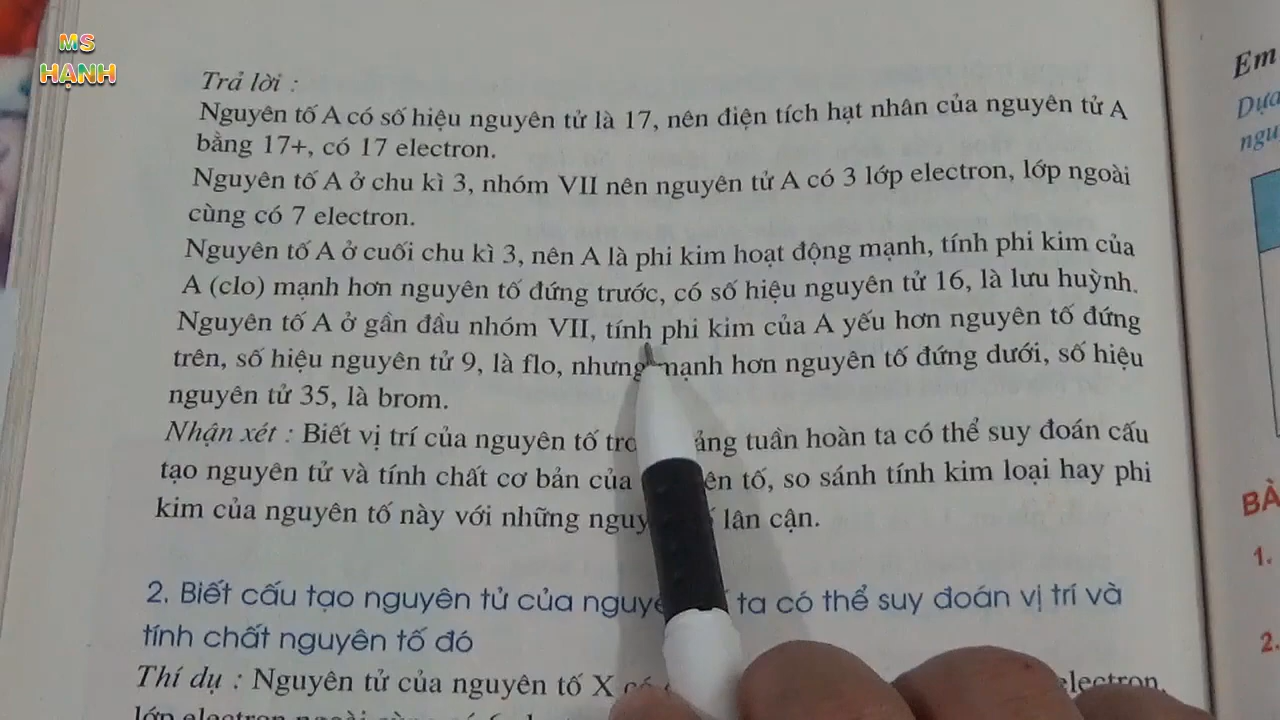 MS
HẠNH
Trả lời :
Nguyên tố A có số hiệu nguyên tử là 17, nên điện tích hạt nhân của nguyên tử A
bằng 17+, có 17 electron.
Nguyên tố A ở chu kì 3, nhóm VII nên nguyên tử A có 3 lớp electron, lớp ngoài
cùng có 7 electron.
Nguyên tố A ở cuối chu kì 3, nên A là phi kim hoạt động mạnh, tính phi kim của
A (clo) mạnh hơn nguyên tố đứng trước, có số hiệu nguyên tử 16, là lưu huỳnh.
Nguyên tố A ở gần đầu nhóm VII, tính phi kim của A yếu hơn nguyên tố đứng
trên, số hiệu nguyên tử 9, là flo, nhưng mạnh hơn nguyên tố đứng dưới, số hiệu
nguyên tử 35, là brom.
Nhận xét : Biết vị trí của nguyên tố tuần hoàn ta có thể suy đoán cấu
tạo nguyên tử và tính chất cơ bản của tố, so sánh tính kim loại hay phi
kim của nguyên tố này với những lân cận.
2. Biết cấu tạo nguyên tử của ta có thể suy đoán vị trí và
tính chất nguyên tố đó
Thí dụ : Nguyên tử của nguyên tố X electron,
Em
Dựa
BÀ
1.
2.